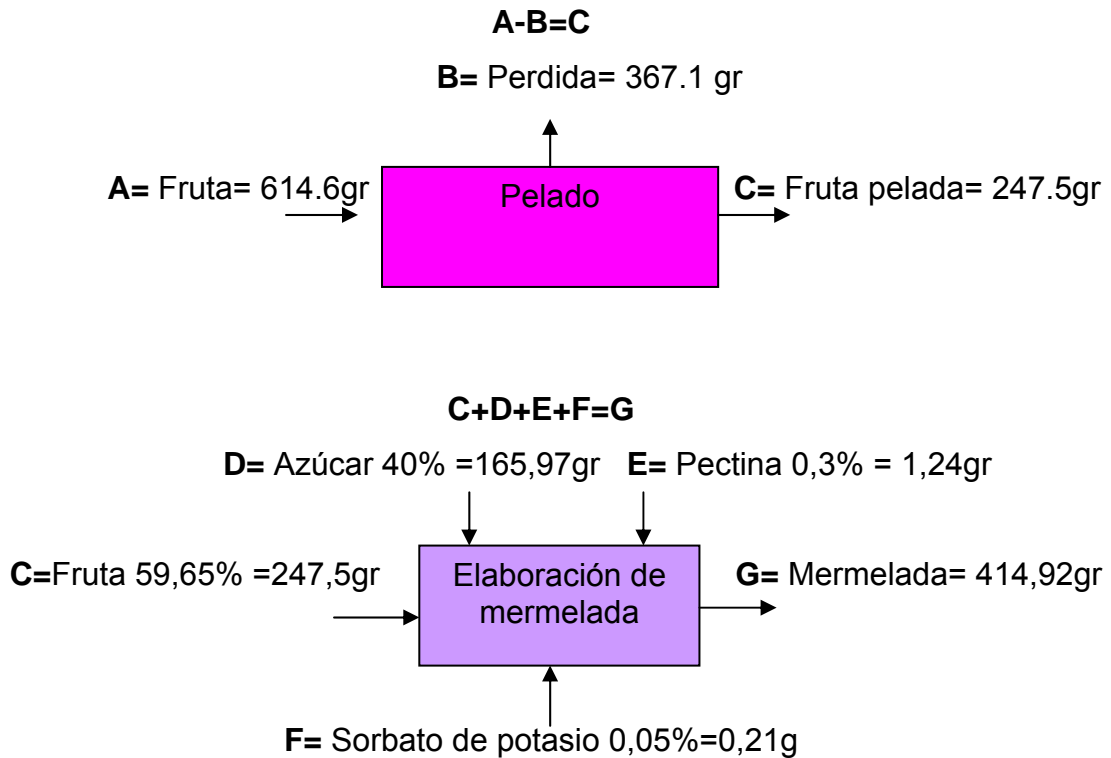 A-B=C
B= Perdida= 367.1 gr
A= Fruta= 614.6gr
Pelado
C= Fruta pelada= 247.5gr
C+D+E+F=G
D= Azúcar 40% =165,97gr
E= Pectina 0,3% = 1,24gr
C=Fruta 59,65% =247,5gr
Elaboración de
mermelada
G= Mermelada= 414,92gr
F= Sorbato de potasio 0,05%=0,21g